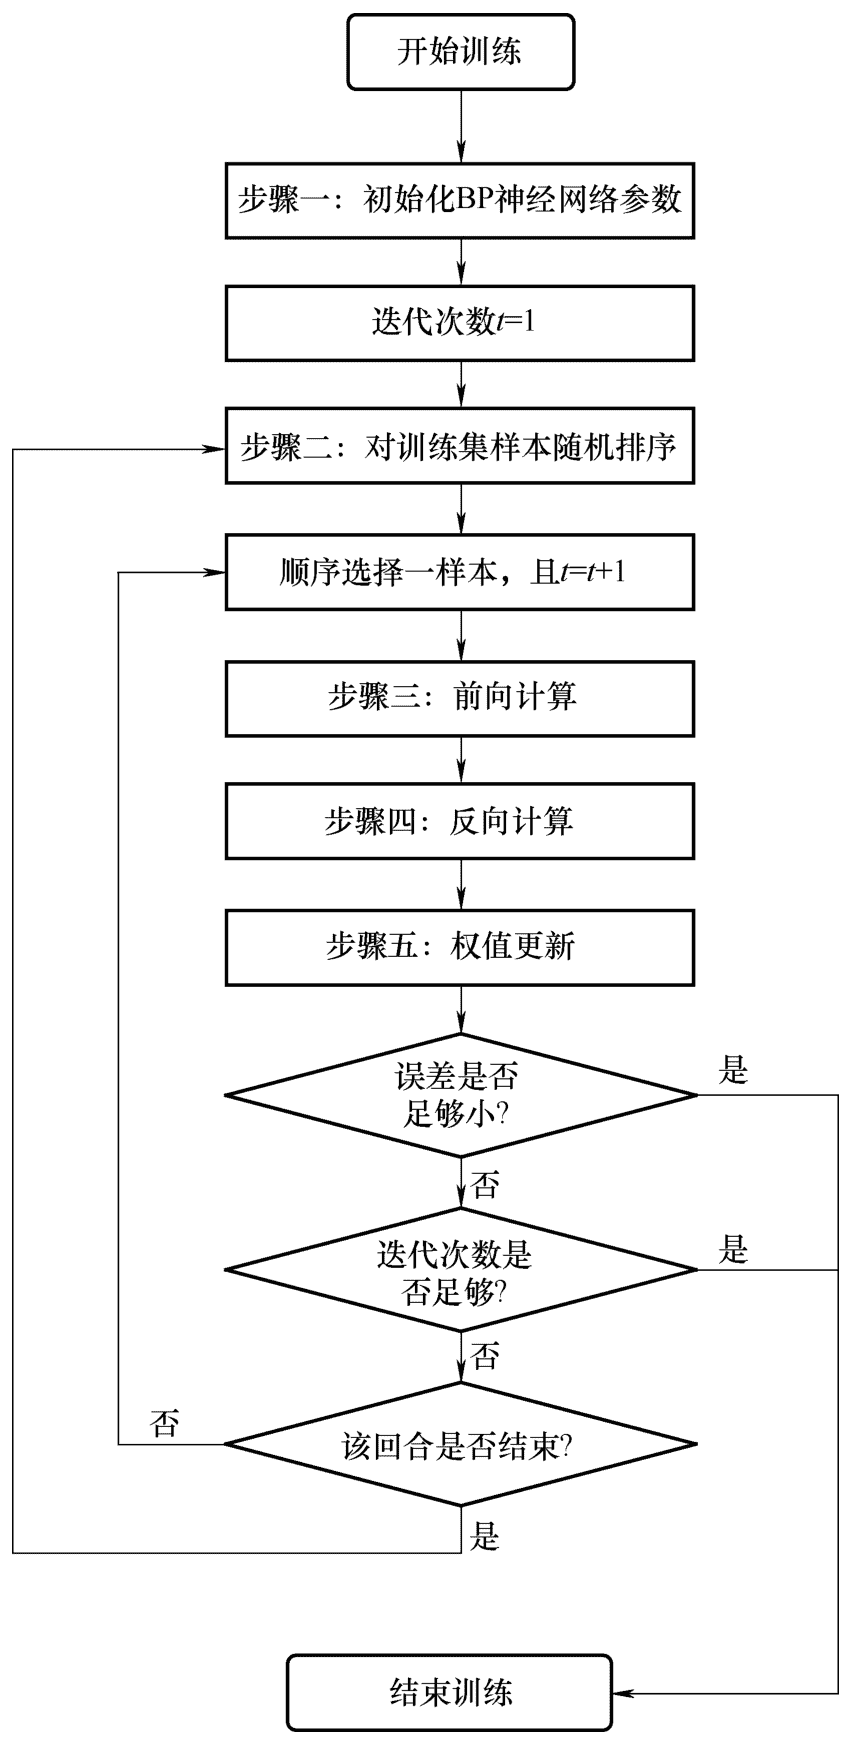 开始训练
步骤一：初始化BP神经网络参数
迭代次数t=1
步骤二：对训练集样本随机排序
顺序选择一样本，且t=t+1
步骤三：前向计算
步骤四：反向计算
步骤五：权值更新
误差是否
足够小?
是
否
迭代次数是
否足够?
是
否
该回合是否结束?
否
是
结束训练